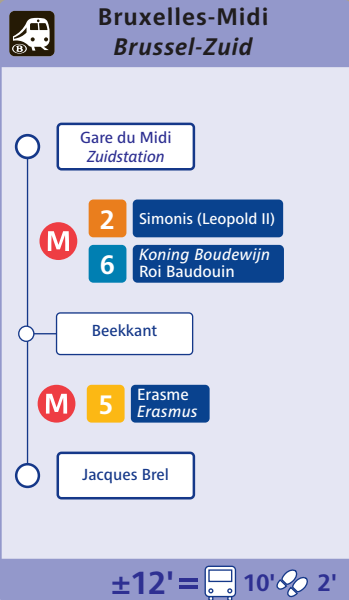 Bruxelles-Midi
Brussel-Zuid
B
Gare du Midi
Zuidstation
M
2 Simonis (Leopold II)
6 Koning Boudewijn
Roi Baudouin
Beekkant
M 5 Erasme
Erasmus
Jacques Brel
±12' = 10' 2'